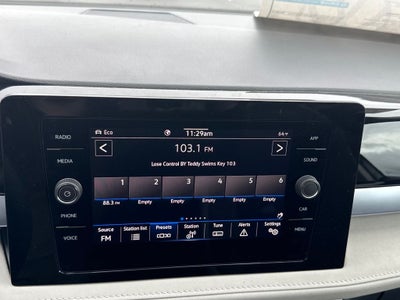 Eco 11:29am 64°F
RADIO APP
103.1 FM
MEDIA SOUND
Lose Control BY Teddy Swims Key 103
1 2 3 4 5 6
88.3 FM Empty Empty Empty Empty Empty
PHONE CAR
Source Station list Presets Station Tune Alerts Settings
FM
VOICE MENU